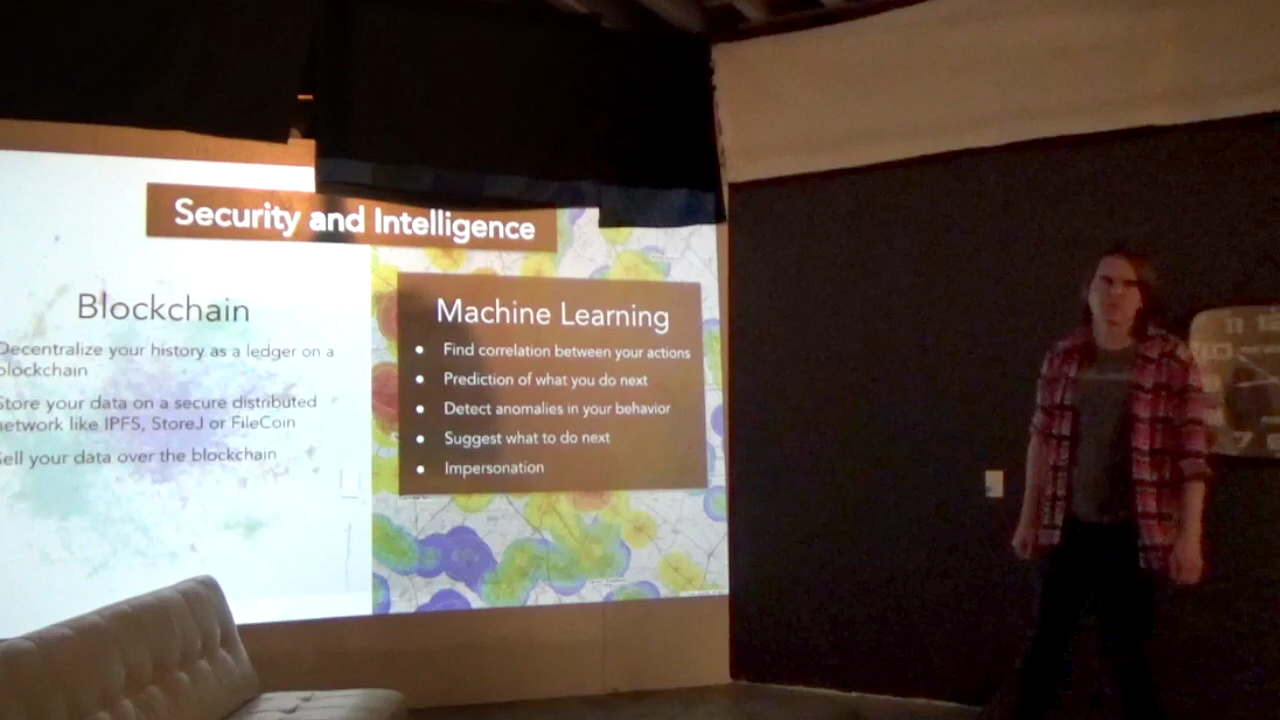 Security and Intelligence
Blockchain
Decentralize your history as a ledger on a
blockchain
Store your data on a secure distributed
network like IPFS, StoreJ or FileCoin
Sell your data over the blockchain
Machine Learning
• Find correlation between your actions
• Prediction of what you do next
• Detect anomalies in your behavior
• Suggest what to do next
• Impersonation